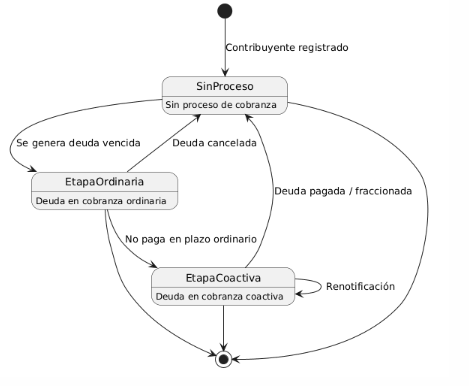 Contribuyente registrado
SinProceso
Sin proceso de cobranza
Se genera deuda vencida
Deuda cancelada
EtapaOrdinaria
Deuda en cobranza ordinaria
Deuda pagada / fraccionada
No paga en plazo ordinario
EtapaCoactiva
Deuda en cobranza coactiva
Renotificación